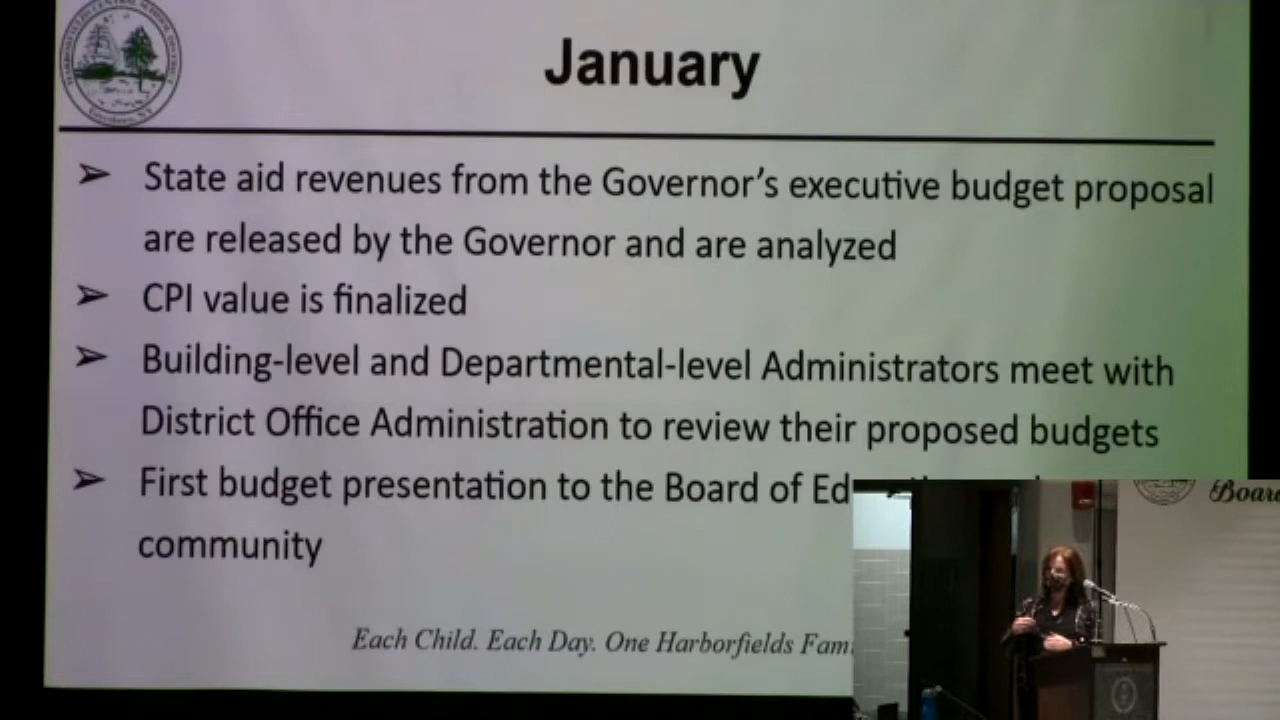 January
State aid revenues from the Governor's executive budget proposal
are released by the Governor and are analyzed
CPI value is finalized
Building-level and Departmental-level Administrators meet with
District Office Administration to review their proposed budgets
First budget presentation to the Board of
community
Each Child. Each Day. One Harborfields